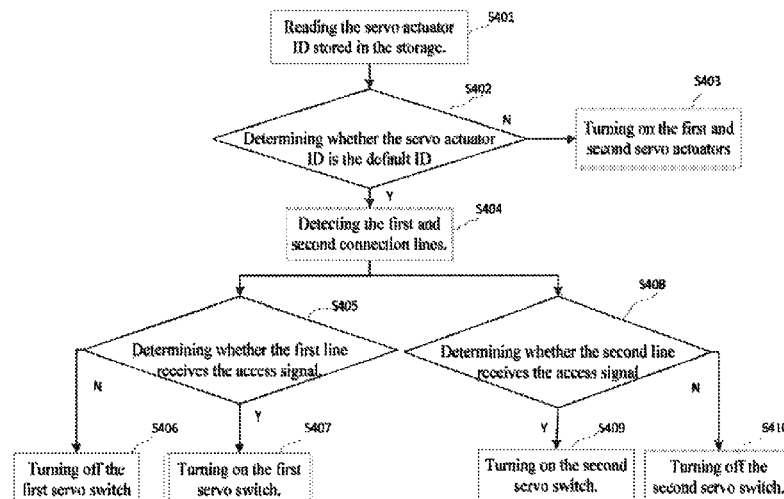 S401
Reading the servo actuator
ID stored in the storage.
S402
N
S403
Determining whether the servo actuator
ID is the default ID
Turning on the first and
second servo actuators
Y
S404
Detecting the first and
second connection lines.
S405
S408
Determining whether the first line
receives the access signal.
Determining whether the second line
receives the access signal
N
Y
Y
N
S406
S407
S409
S410
Turning off the
first servo switch
Turning on the first
servo switch.
Turning on the second
servo switch.
Turning off the
second servo switch.